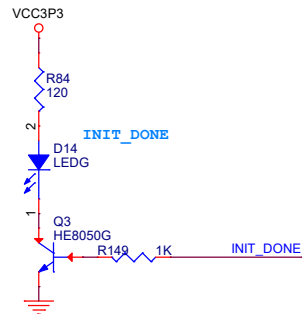 VCC3P3
R84
120
2
INIT_DONE
D14
LEDG
1
Q3
HE8050G
R149 1K
INIT_DONE